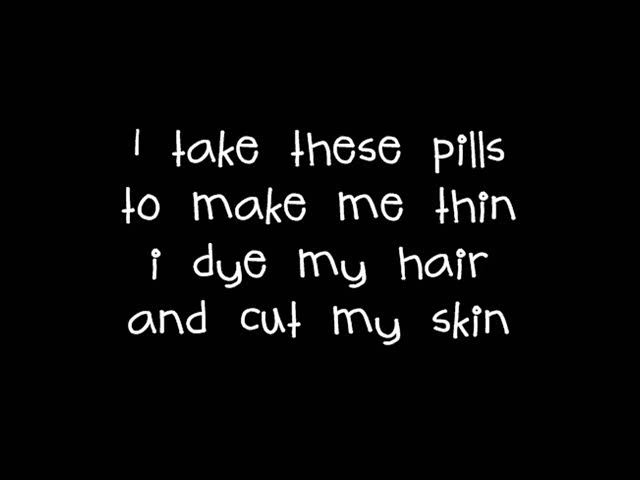 I take these pills
to make me thin
i dye my hair
and cut my skin